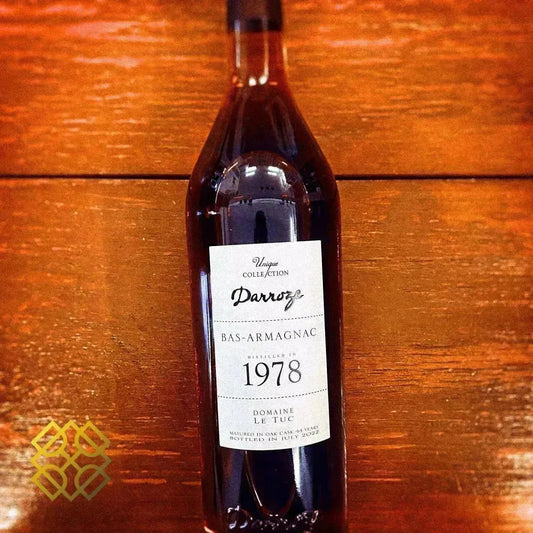 Unique
COLLECTION
Darroze
BAS-ARMAGNAC
DISTILLED IN
1978
DOMAINE
LE TUC
MATURED IN OAK CASK 44 YEARS
BOTTLED IN JULY 2022
Darroze